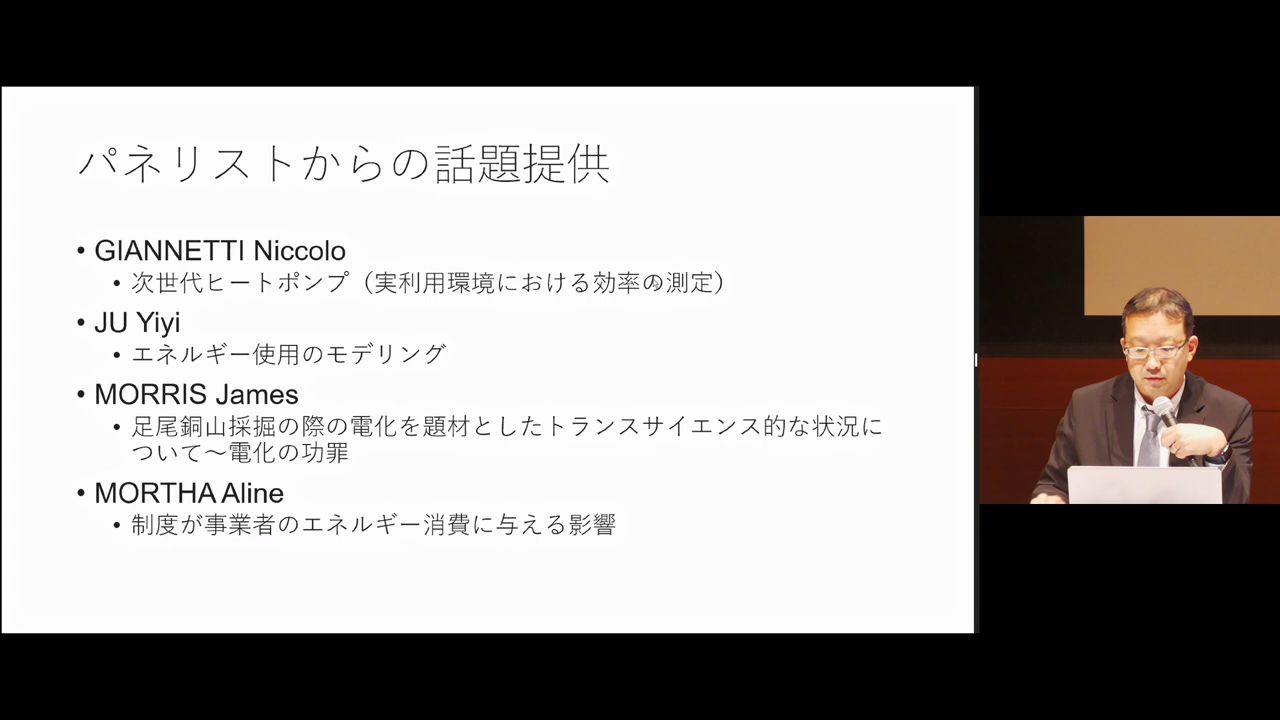 パネリストからの話題提供
• GIANNETTI Niccolo
• 次世代ヒートポンプ（実利用環境における効率の測定）
• JU Yiyi
• エネルギー使用のモデリング
• MORRIS James
• 足尾銅山採掘の際の電化を題材としたトランスサイエンス的な状況に
ついて～電化の功罪
• MORTHA Aline
• 制度が事業者のエネルギー消費に与える影響